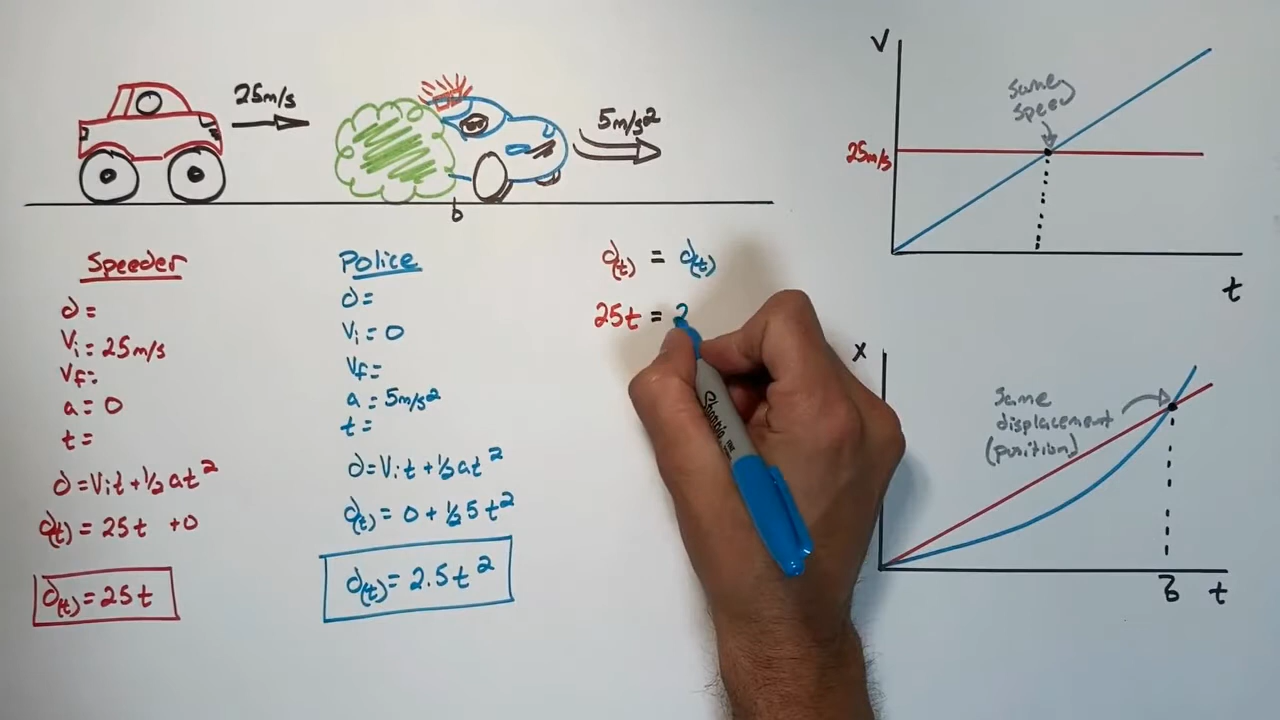 25m/s
5m/s²
b
Speeder
d=
Vi=25m/s
Vf=
a=0
t=
d=Vit+½at²
d(t)=25t+0
d(t)=25t
Police
d=
Vi=0
Vf=
a=5m/s²
t=
d=Vit+½at²
d(t)=0+½5t²
d(t)=2.5t²
d(t)=d(t)
25t=2
Sharpie
V
same
speed
25m/s
t
x
Same
displacement
(position)
t